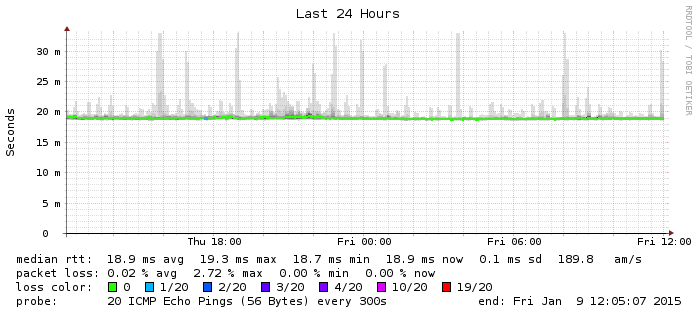 Last 24 Hours
RRDTOOL / TOBI OETIKER
Seconds
30 m
25 m
20 m
15 m
10 m
5 m
0
Thu 18:00 Fri 00:00 Fri 06:00 Fri 12:00
median rtt: 18.9 ms avg 19.3 ms max 18.7 ms min 18.9 ms now 0.1 ms sd 189.8 am/s
packet loss: 0.02 % avg 2.72 % max 0.00 % min 0.00 % now
loss color: 0 1/20 2/20 3/20 4/20 10/20 19/20
probe: 20 ICMP Echo Pings (56 Bytes) every 300s end: Fri Jan 9 12:05:07 2015